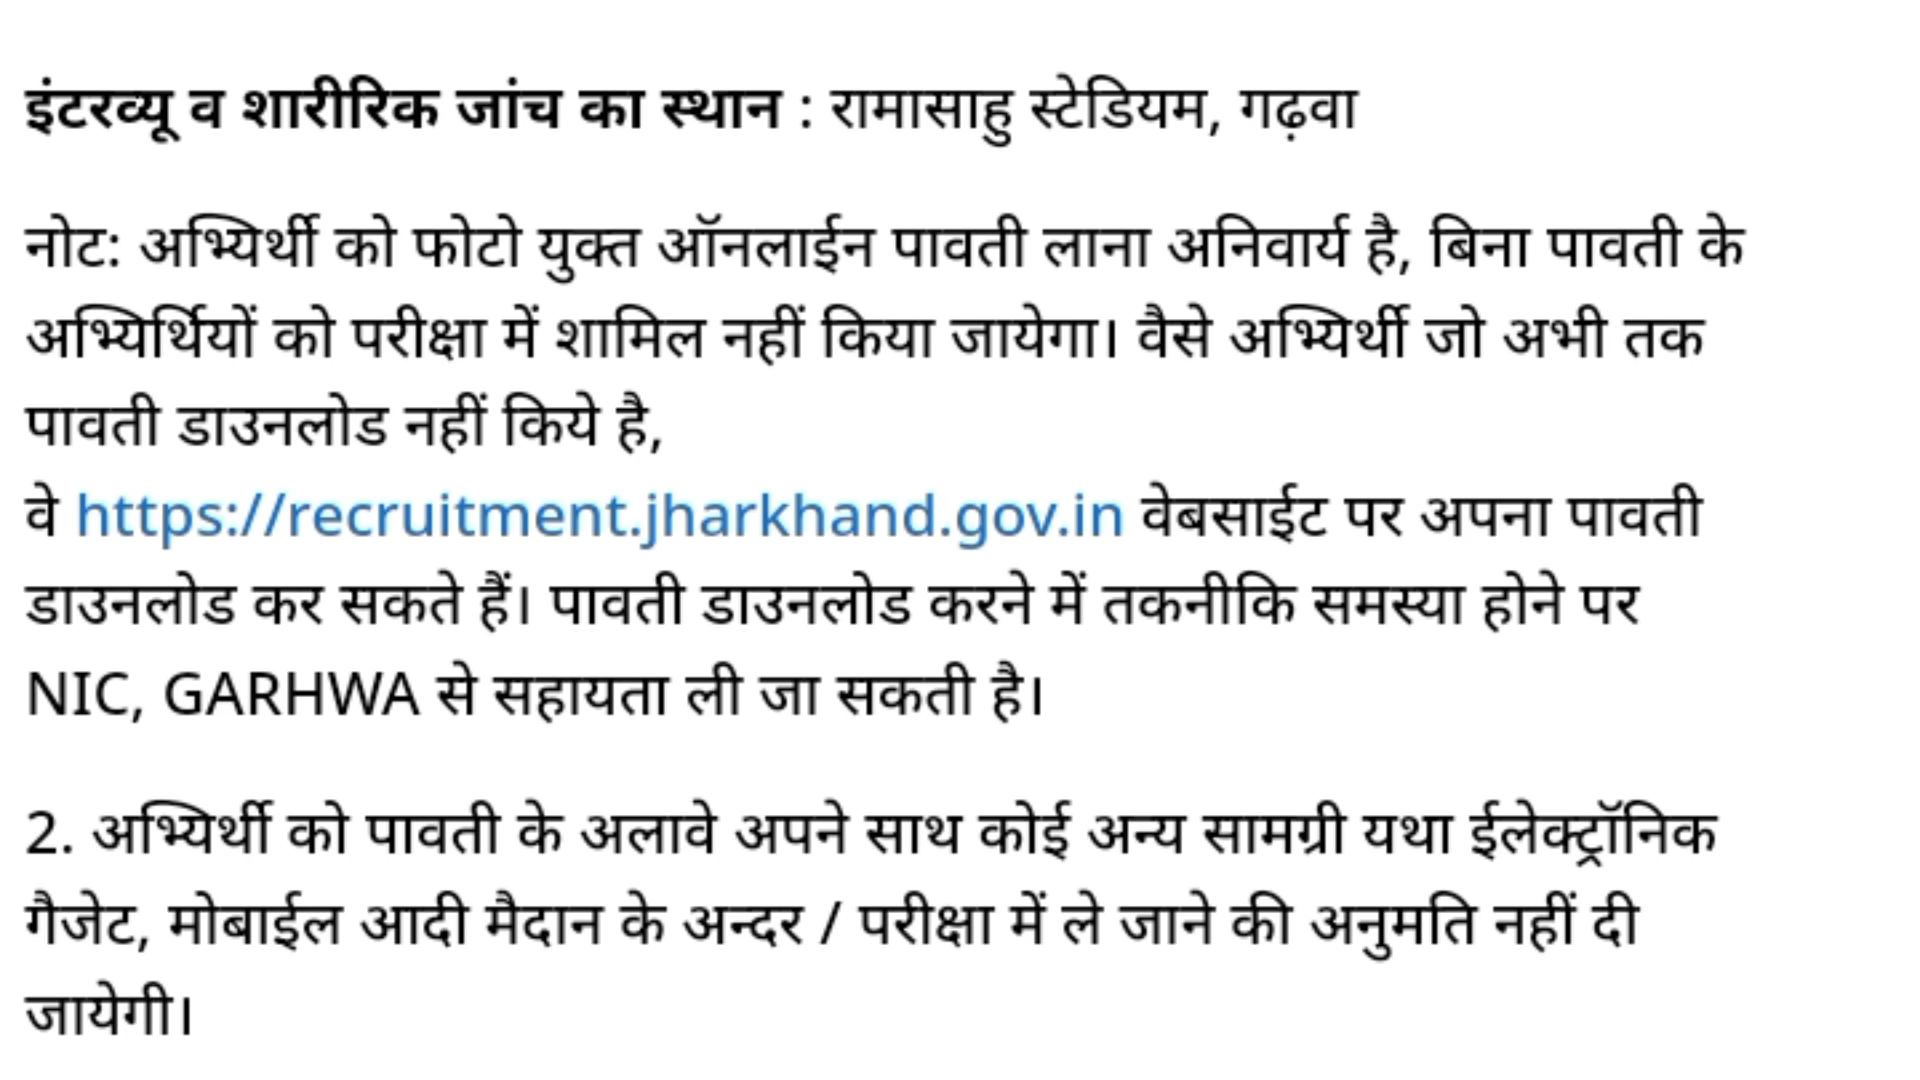 इंटरव्यू व शारीरिक जांच का स्थान : रामासाहु स्टेडियम, गढ़वा
नोट: अभ्यिर्थी को फोटो युक्त ऑनलाईन पावती लाना अनिवार्य है, बिना पावती के
अभ्यिर्थियों को परीक्षा में शामिल नहीं किया जायेगा। वैसे अभ्यिर्थी जो अभी तक
पावती डाउनलोड नहीं किये है,
वे https://recruitment.jharkhand.gov.in वेबसाईट पर अपना पावती
डाउनलोड कर सकते हैं। पावती डाउनलोड करने में तकनीकि समस्या होने पर
NIC, GARHWA से सहायता ली जा सकती है।
2. अभ्यिर्थी को पावती के अलावे अपने साथ कोई अन्य सामग्री यथा ईलेक्ट्रॉनिक
गैजेट, मोबाईल आदी मैदान के अन्दर / परीक्षा में ले जाने की अनुमति नहीं दी
जायेगी।